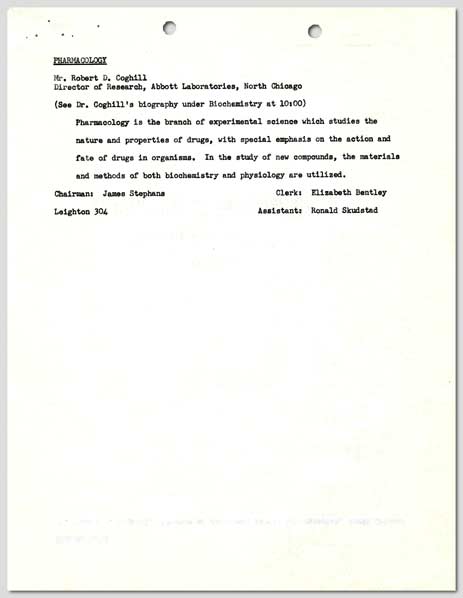 PHARMACOLOGY
Mr. Robert D. Coghill
Director of Research, Abbott Laboratories, North Chicago
(See Dr. Coghill's biography under Biochemistry at 10:00)
Pharmacology is the branch of experimental science which studies the
nature and properties of drugs, with special emphasis on the action and
fate of drugs in organisms. In the study of new compounds, the materials
and methods of both biochemistry and physiology are utilized.
Chairman: James Stephans Clerk: Elizabeth Bentley
Leighton 304 Assistant: Ronald Skudstad